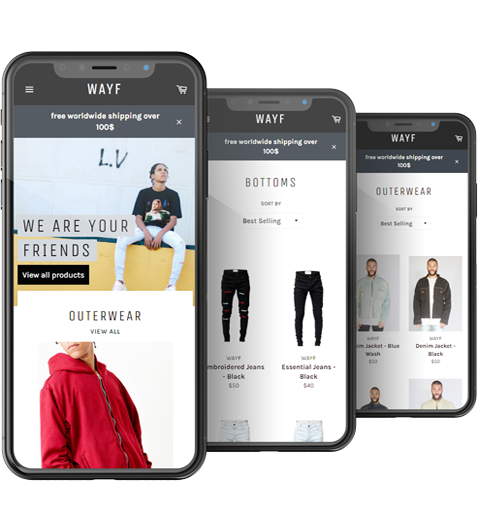 WAYF
free worldwide shipping over
100$
×
L.V
WE ARE YOUR
FRIENDS
View all products
OUTERWEAR
VIEW ALL
WAYF
free worldwide shipping over
100$
×
BOTTOMS
SORT BY
Best Selling
WAYF
mbroidered Jeans
- Black
$50
WAYF
Essential Jeans -
Black
$40
WAYF
free worldwide shipping over
100$
×
OUTERWEAR
SORT BY
Best Selling
WAYF
im Jacket - Blue
Wash
$50
WAYF
Denim Jacket -
Black
$50